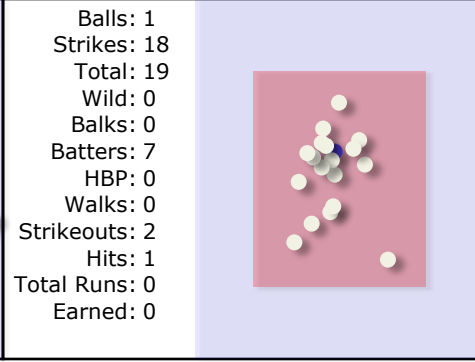 Balls: 1
Strikes: 18
Total: 19
Wild: 0
Balks: 0
Batters: 7
HBP: 0
Walks: 0
Strikeouts: 2
Hits: 1
Total Runs: 0
Earned: 0